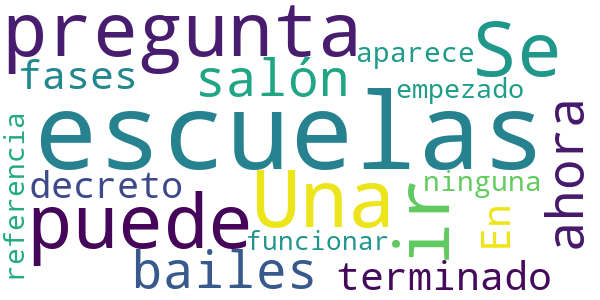 pregunta
Se
aparece
fases
salón
empezado
escuelas
ahora
referencia
decreto
ninguna
Una
puede
ir
En
funcionar
bailes
terminado